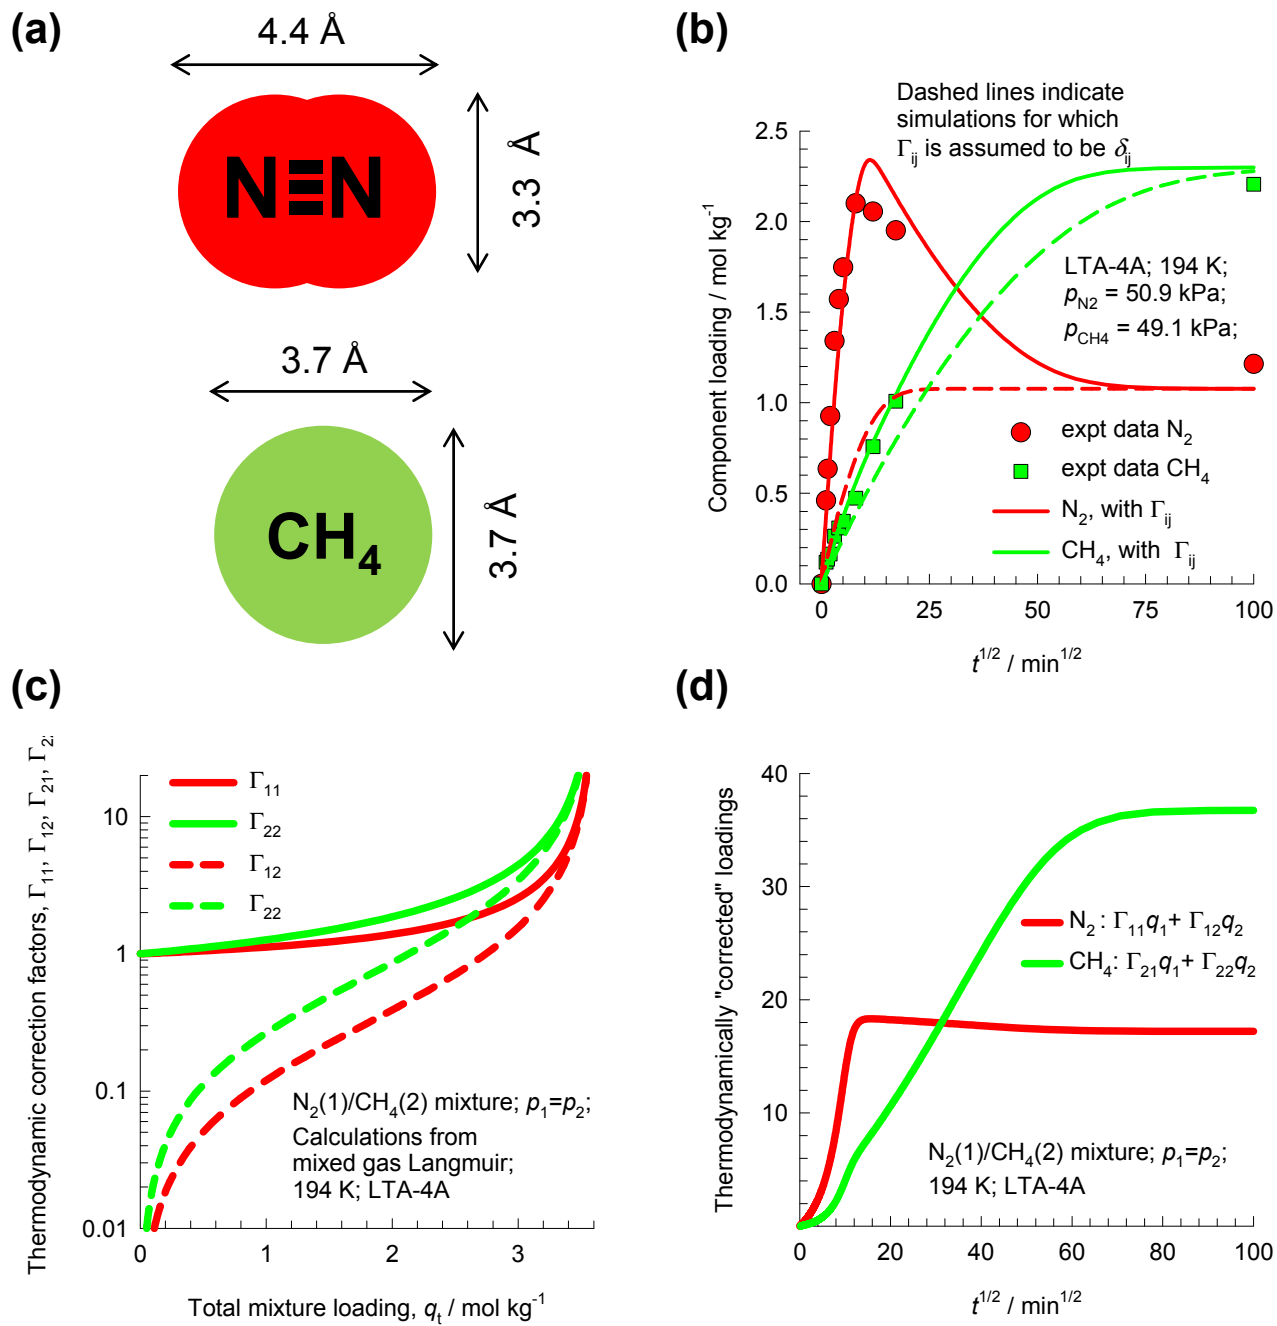 (a)
4.4 Å
N≡N
3.3 Å
3.7 Å
CH₄
3.7 Å
(b)
Dashed lines indicate
simulations for which
Γij is assumed to be δij
Component loading / mol kg⁻¹
2.5
2.0
1.5
1.0
0.5
0.0
LTA-4A; 194 K;
pN2 = 50.9 kPa;
pCH4 = 49.1 kPa;
expt data N₂
expt data CH₄
N₂, with Γij
CH₄, with Γij
0 25 50 75 100
t^1/2 / min^1/2
(c)
Thermodynamic correction factors, Γ₁₁, Γ₁₂, Γ₂₁, Γ₂
10
1
0.1
0.01
Γ₁₁
Γ₂₂
Γ₁₂
Γ₂₂
N₂(1)/CH₄(2) mixture; p₁=p₂;
Calculations from
mixed gas Langmuir;
194 K; LTA-4A
0 1 2 3
Total mixture loading, qt / mol kg⁻¹
(d)
Thermodynamically "corrected" loadings
40
30
20
10
N₂ : Γ₁₁q₁+ Γ₁₂q₂
CH₄: Γ₂₁q₁+ Γ₂₂q₂
N₂(1)/CH₄(2) mixture; p₁=p₂;
194 K; LTA-4A
0 20 40 60 80 100
t^1/2 / min^1/2